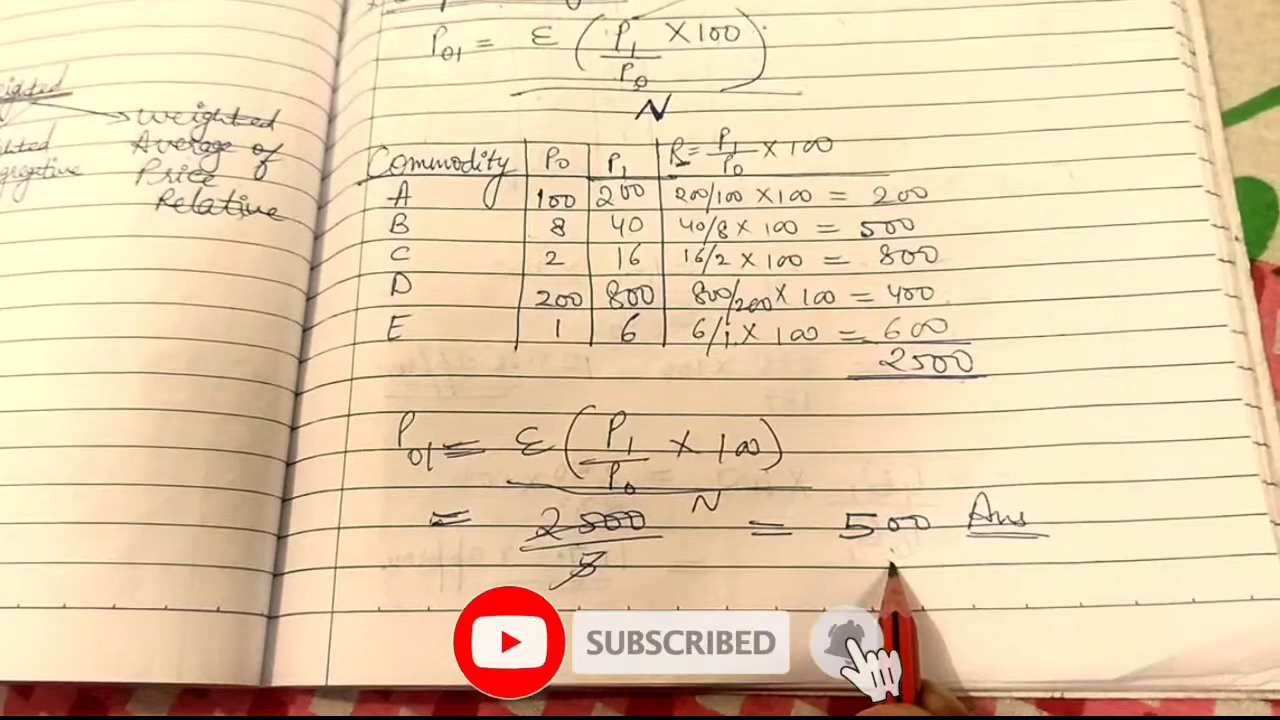 P01 = Ɛ (P1/P0 × 100)
N
Weighted
Average of
Price
Relative
Commodity P0 P1 R = P1/P0 × 100
A 100 200 200/100 × 100 = 200
B 8 40 40/8 × 100 = 500
C 2 16 16/2 × 100 = 800
D 200 800 800/200 × 100 = 400
E 1 6 6/1 × 100 = 600
2500
P01 = Ɛ (P1/P0 × 100)
N
= 2500/5 = 500 Ans
SUBSCRIBED